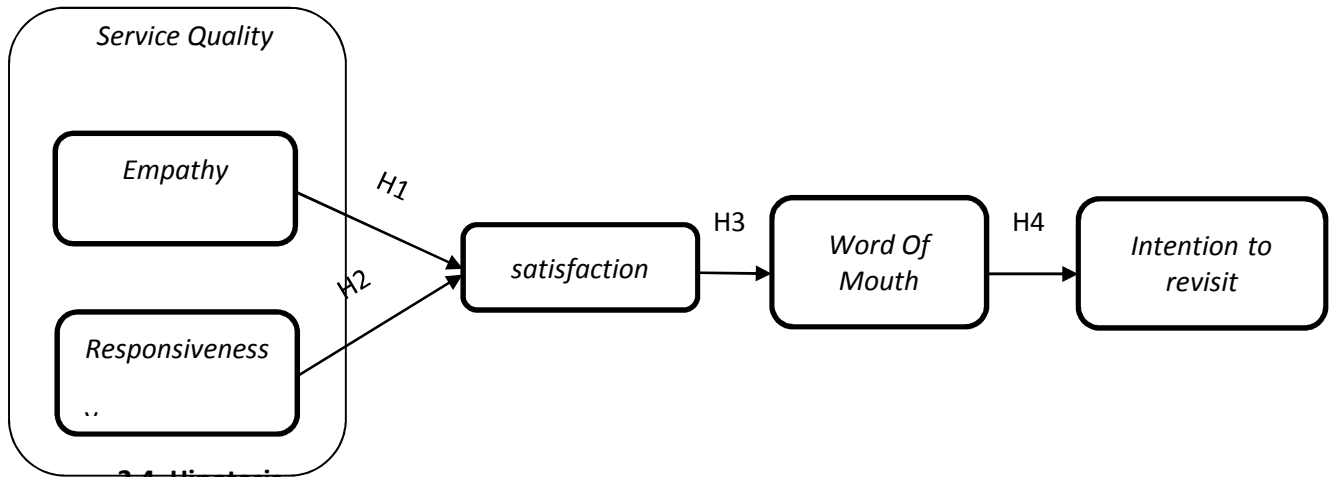 Service Quality
Empathy
H1
H2
Responsiveness
satisfaction
H3
Word Of
Mouth
H4
Intention to
revisit